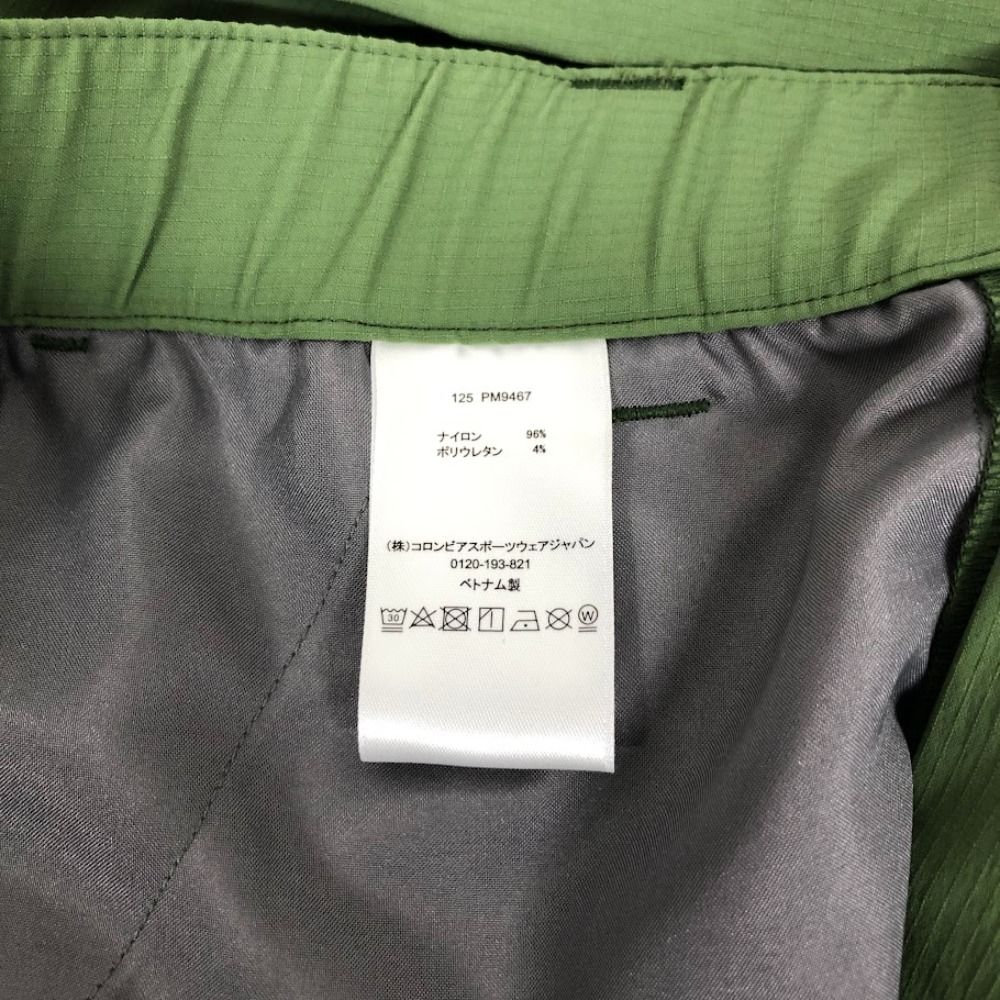 125 PM9467
ナイロン 96%
ポリウレタン 4%
(株)コロンビアスポーツウェアジャパン
0120-193-821
ベトナム製
30 W